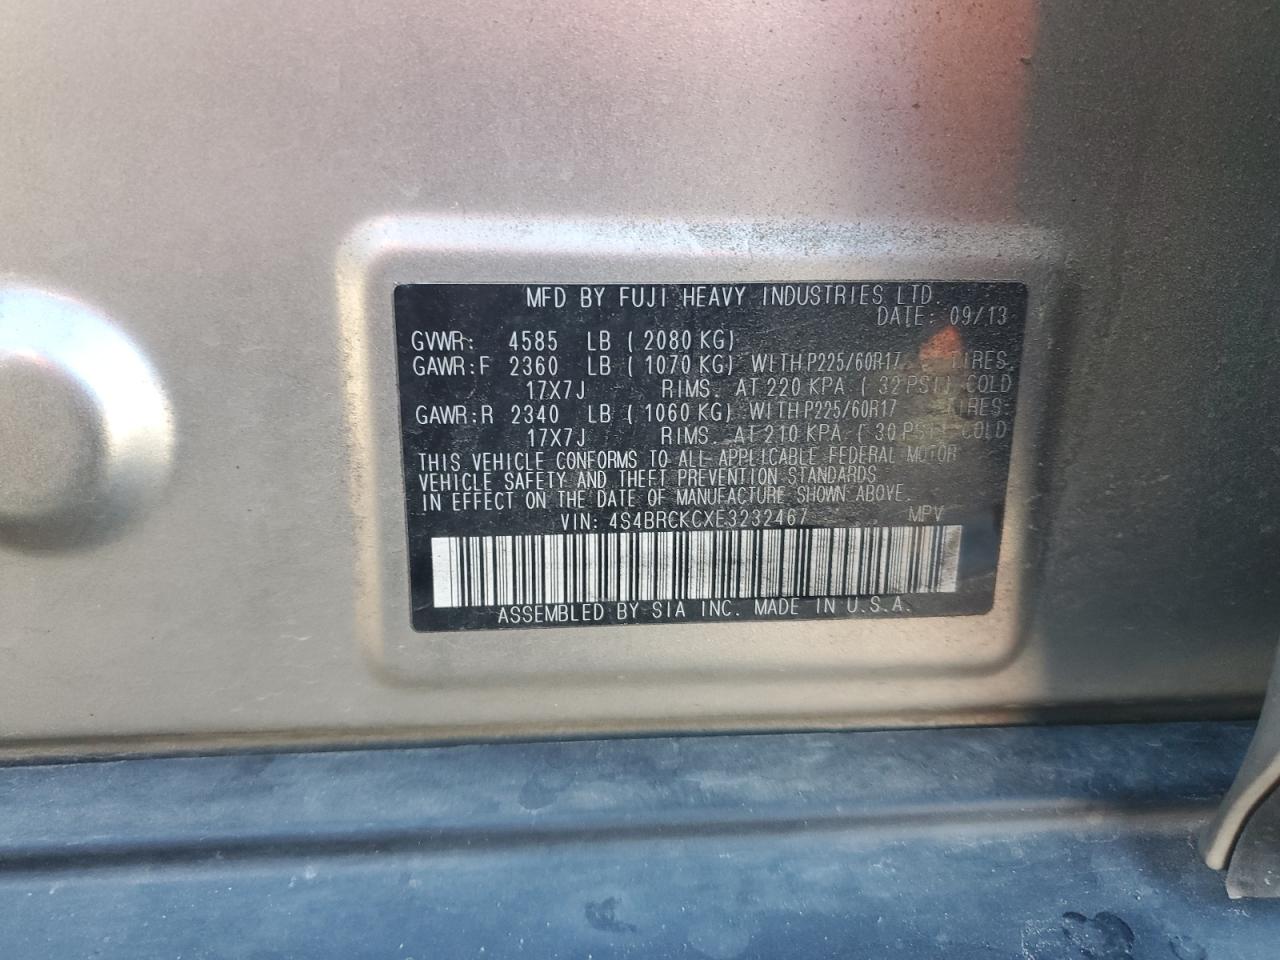 MFD BY FUJI HEAVY INDUSTRIES LTD.
DATE: 09/13
GVWR: 4585 LB ( 2080 KG)
GAWR:F 2360 LB ( 1070 KG) WITH P225/60R17 TIRES.
17X7J RIMS. AT 220 KPA ( 32 PSI) COLD
GAWR:R 2340 LB ( 1060 KG) WITH P225/60R17 TIRES.
17X7J RIMS. AT 210 KPA ( 30 PSI) COLD
THIS VEHICLE CONFORMS TO ALL APPLICABLE FEDERAL MOTOR
VEHICLE SAFETY AND THEFT PREVENTION STANDARDS
IN EFFECT ON THE DATE OF MANUFACTURE SHOWN ABOVE.
VIN: 4S4BRCKCXE3232467 MPV
ASSEMBLED BY SIA INC. MADE IN U.S.A.